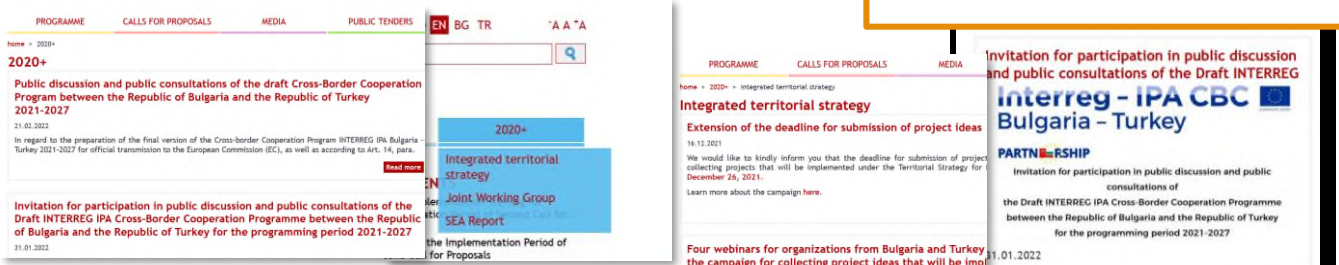 PROGRAMME CALLS FOR PROPOSALS MEDIA PUBLIC TENDERS
home > 2020+
2020+
Public discussion and public consultations of the draft Cross-Border Cooperation
Program between the Republic of Bulgaria and the Republic of Turkey
2021-2027
21.02.2022
In regard to the preparation of the final version of the Cross-border Cooperation Program INTERREG IPA Bulgaria –
Turkey 2021-2027 for official transmission to the European Commission (EC), as well as according to Art. 14, para.
Read more
Invitation for participation in public discussion and public consultations of the
Draft INTERREG IPA Cross-Border Cooperation Programme between the Republic
of Bulgaria and the Republic of Turkey for the programming period 2021-2027
31.01.2022
EN BG TR -A A +A
2020+
Integrated territorial
strategy
Joint Working Group
SEA Report
the Implementation Period of
for Proposals
PROGRAMME CALLS FOR PROPOSALS MEDIA
home > 2020+ > Integrated territorial strategy
Integrated territorial strategy
Extension of the deadline for submission of project ideas
16.12.2021
We would like to kindly inform you that the deadline for submission of project
collecting projects that will be implemented under the Territorial Strategy for
December 26, 2021.
Learn more about the campaign here.
Four webinars for organizations from Bulgaria and Turkey
the campaign for collecting project ideas that will be impl
Invitation for participation in public discussion
and public consultations of the Draft INTERREG
Interreg - IPA CBC
Bulgaria – Turkey
PARTNERSHIP
Invitation for participation in public discussion and public
consultations of
the Draft INTERREG IPA Cross-Border Cooperation Programme
between the Republic of Bulgaria and the Republic of Turkey
for the programming period 2021-2027
31.01.2022